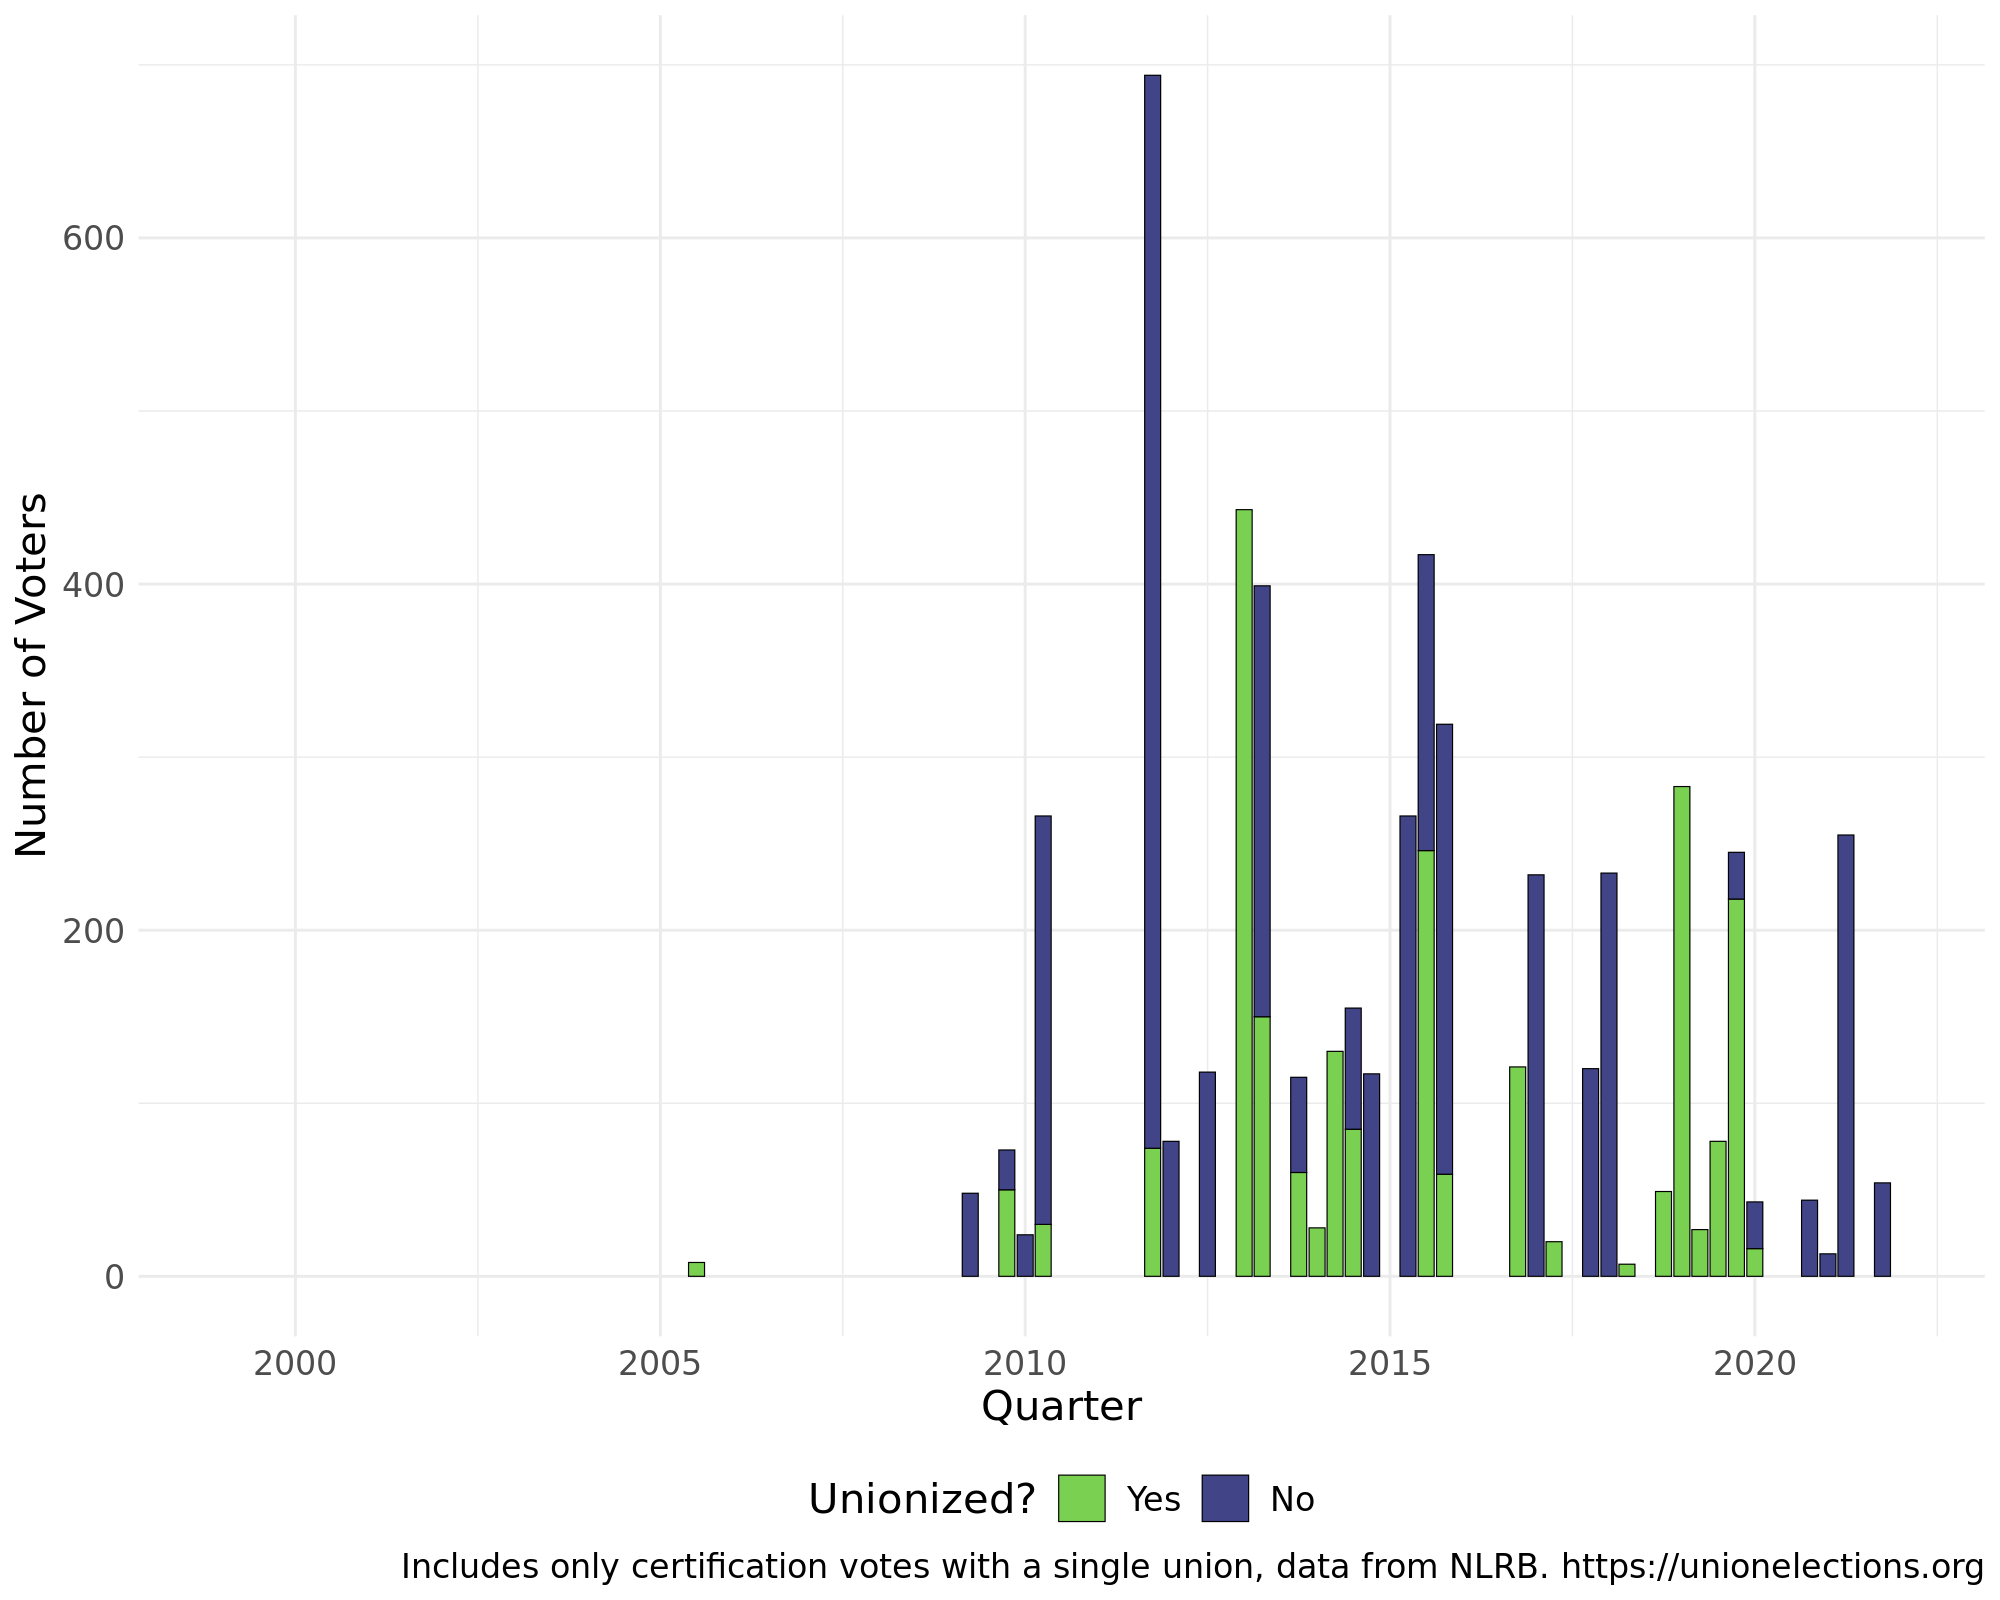 Number of Voters
600
400
200
0
2000 2005 2010 2015 2020
Quarter
Unionized? Yes No
Includes only certification votes with a single union, data from NLRB. https://unionelections.org